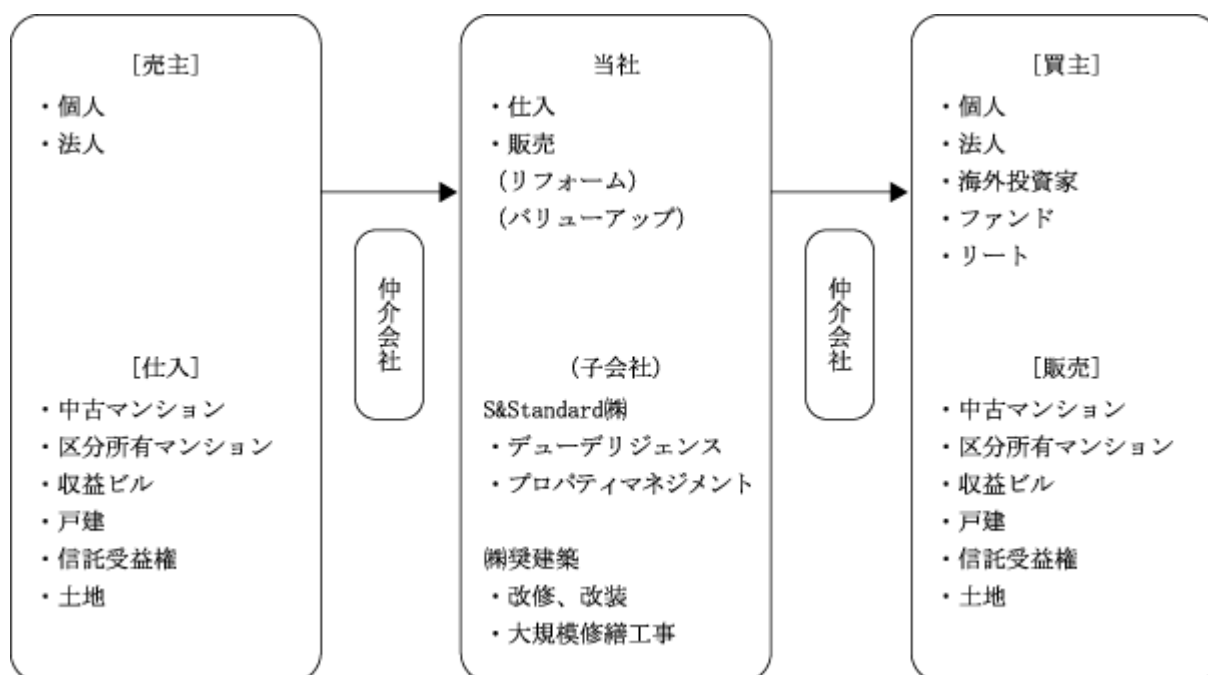 [売主]
・個人
・法人
[仕入]
・中古マンション
・区分所有マンション
・収益ビル
・戸建
・信託受益権
・土地
仲介会社
当社
・仕入
・販売
(リフォーム)
(バリューアップ)
(子会社)
S&Standard㈱
・デューデリジェンス
・プロパティマネジメント
㈱奨建築
・改修、改装
・大規模修繕工事
仲介会社
[買主]
・個人
・法人
・海外投資家
・ファンド
・リート
[販売]
・中古マンション
・区分所有マンション
・収益ビル
・戸建
・信託受益権
・土地